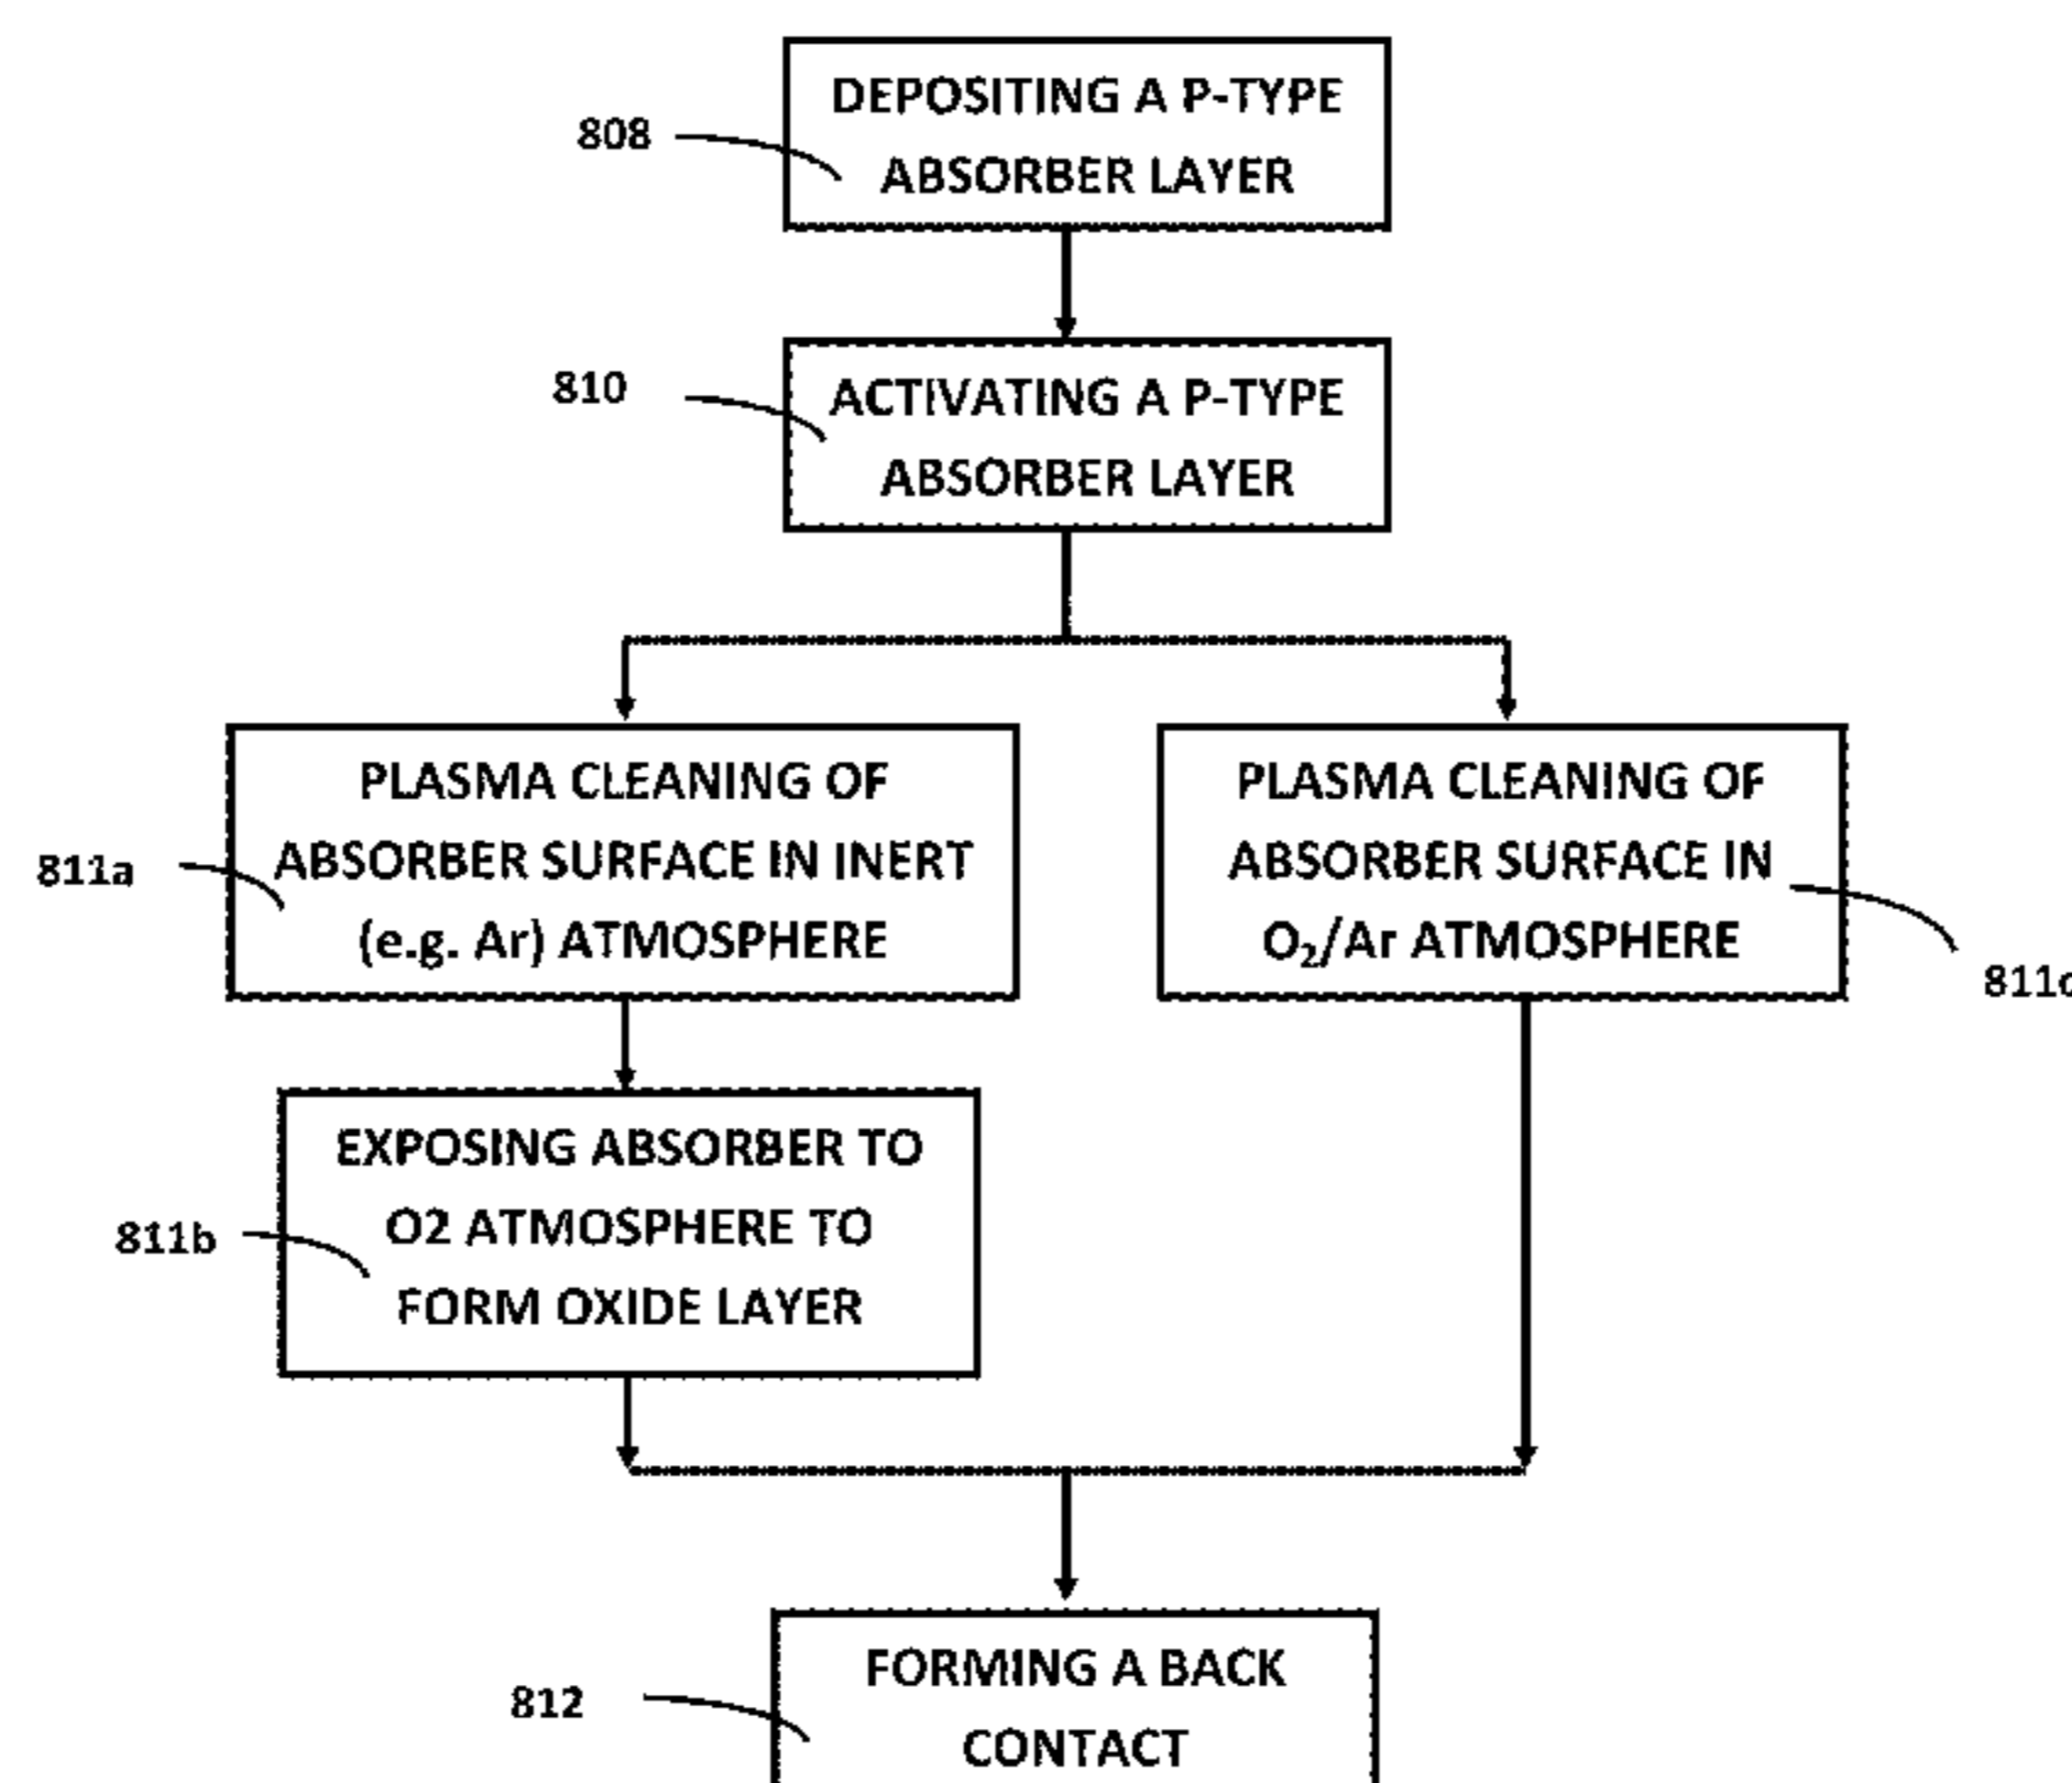 DEPOSITING A P-TYPE
ABSORBER LAYER
808
ACTIVATING A P-TYPE
ABSORBER LAYER
810
PLASMA CLEANING OF
ABSORBER SURFACE IN INERT
(e.g. Ar) ATMOSPHERE
811a
PLASMA CLEANING OF
ABSORBER SURFACE IN
O₂/Ar ATMOSPHERE
EXPOSING ABSORBER TO
O2 ATMOSPHERE TO
FORM OXIDE LAYER
811b
FORMING A BACK
CONTACT
812